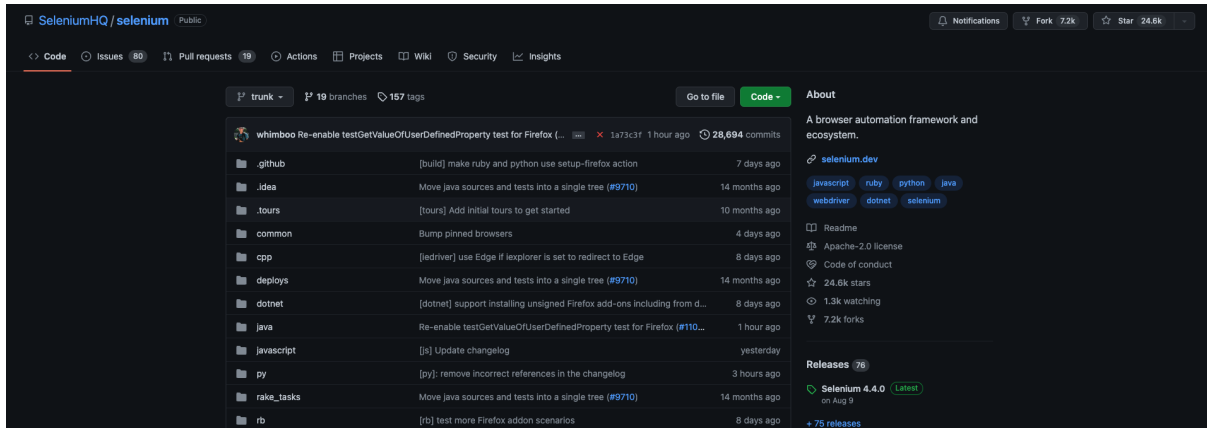 SeleniumHQ / selenium Public
Notifications Fork 7.2k Star 24.6k
<> Code Issues 80 Pull requests 19 Actions Projects Wiki Security Insights
trunk 19 branches 157 tags Go to file Code
whimboo Re-enable testGetValueOfUserDefinedProperty test for Firefox (... ... 1a73c3f 1 hour ago 28,694 commits
.github [build] make ruby and python use setup-firefox action 7 days ago
.idea Move java sources and tests into a single tree (#9710) 14 months ago
.tours [tours] Add initial tours to get started 10 months ago
common Bump pinned browsers 4 days ago
cpp [iedriver] use Edge if iexplorer is set to redirect to Edge 8 days ago
deploys Move java sources and tests into a single tree (#9710) 14 months ago
dotnet [dotnet] support installing unsigned Firefox add-ons including from d... 8 days ago
java Re-enable testGetValueOfUserDefinedProperty test for Firefox (#110... 1 hour ago
javascript [js] Update changelog yesterday
py [py]: remove incorrect references in the changelog 3 hours ago
rake_tasks Move java sources and tests into a single tree (#9710) 14 months ago
rb [rb] test more Firefox addon scenarios 8 days ago
About
A browser automation framework and
ecosystem.
selenium.dev
javascript ruby python java
webdriver dotnet selenium
Readme
Apache-2.0 license
Code of conduct
24.6k stars
1.3k watching
7.2k forks
Releases 76
Selenium 4.4.0 Latest
on Aug 9
+ 75 releases